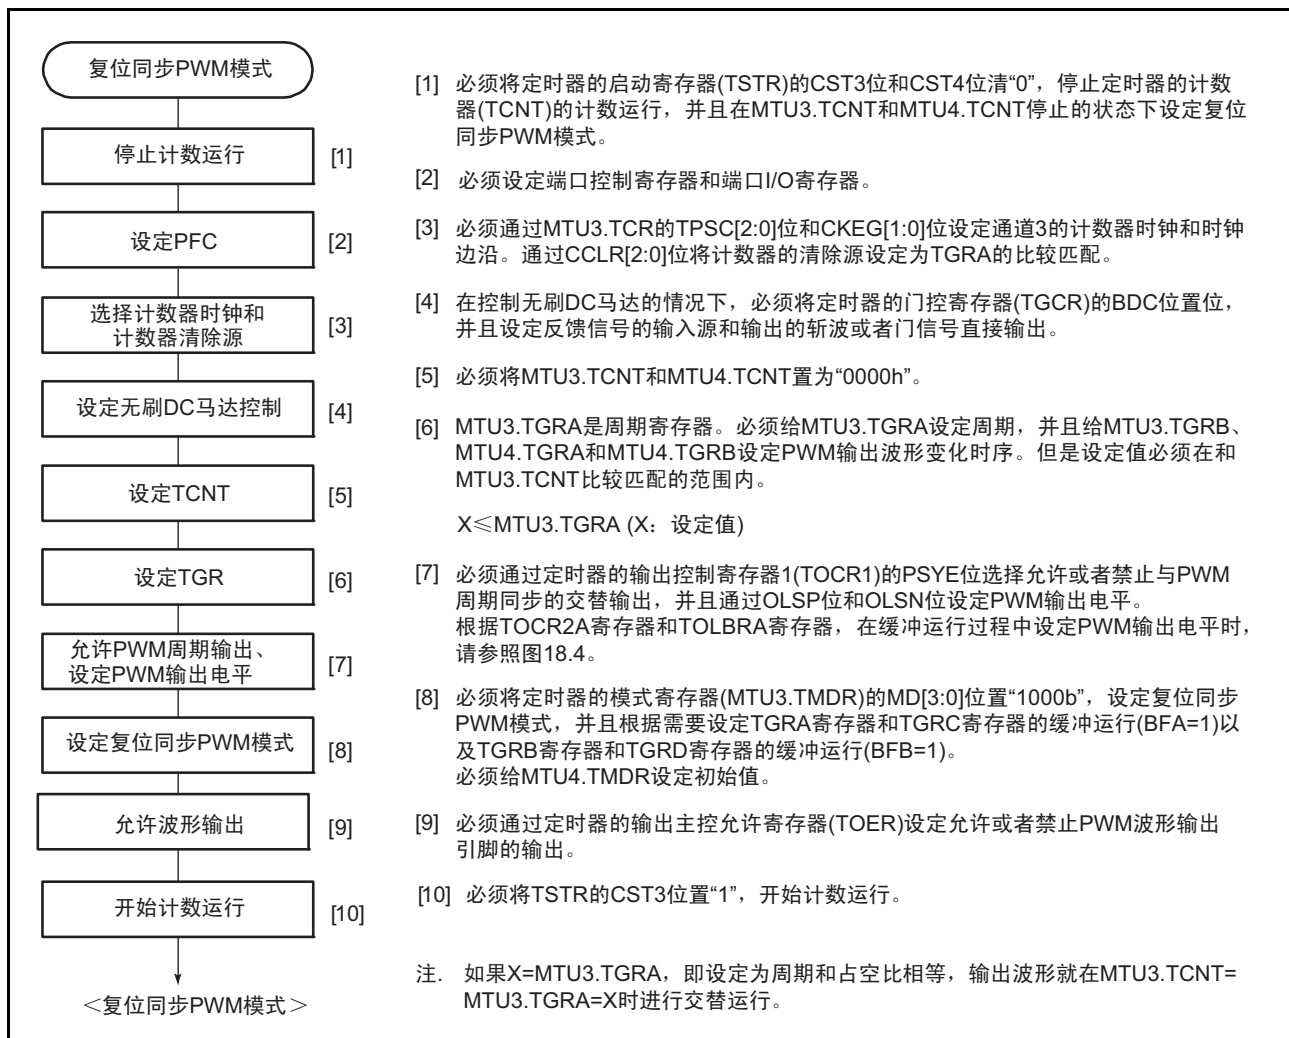 复位同步PWM模式
停止计数运行
[1]
设定PFC
[2]
选择计数器时钟和
计数器清除源
[3]
设定无刷DC马达控制
[4]
设定TCNT
[5]
设定TGR
[6]
允许PWM周期输出、
设定PWM输出电平
[7]
设定复位同步PWM模式
[8]
允许波形输出
[9]
开始计数运行
[10]
＜复位同步PWM模式＞
[1] 必须将定时器的启动寄存器(TSTR)的CST3位和CST4位清“0”，停止定时器的计数
器(TCNT)的计数运行，并且在MTU3.TCNT和MTU4.TCNT停止的状态下设定复位
同步PWM模式。
[2] 必须设定端口控制寄存器和端口I/O寄存器。
[3] 必须通过MTU3.TCR的TPSC[2:0]位和CKEG[1:0]位设定通道3的计数器时钟和时钟
边沿。通过CCLR[2:0]位将计数器的清除源设定为TGRA的比较匹配。
[4] 在控制无刷DC马达的情况下，必须将定时器的门控寄存器(TGCR)的BDC位置位，
并且设定反馈信号的输入源和输出的斩波或者门信号直接输出。
[5] 必须将MTU3.TCNT和MTU4.TCNT置为“0000h”。
[6] MTU3.TGRA是周期寄存器。必须给MTU3.TGRA设定周期，并且给MTU3.TGRB、
MTU4.TGRA和MTU4.TGRB设定PWM输出波形变化时序。但是设定值必须在和
MTU3.TCNT比较匹配的范围内。
X≤MTU3.TGRA (X：设定值)
[7] 必须通过定时器的输出控制寄存器1(TOCR1)的PSYE位选择允许或者禁止与PWM
周期同步的交替输出，并且通过OLSP位和OLSN位设定PWM输出电平。
根据TOCR2A寄存器和TOLBRA寄存器，在缓冲运行过程中设定PWM输出电平时，
请参照图18.4。
[8] 必须将定时器的模式寄存器(MTU3.TMDR)的MD[3:0]位置“1000b”，设定复位同步
PWM模式，并且根据需要设定TGRA寄存器和TGRC寄存器的缓冲运行(BFA=1)以
及TGRB寄存器和TGRD寄存器的缓冲运行(BFB=1)。
必须给MTU4.TMDR设定初始值。
[9] 必须通过定时器的输出主控允许寄存器(TOER)设定允许或者禁止PWM波形输出
引脚的输出。
[10] 必须将TSTR的CST3位置“1”，开始计数运行。
注. 如果X=MTU3.TGRA，即设定为周期和占空比相等，输出波形就在MTU3.TCNT=
MTU3.TGRA=X时进行交替运行。